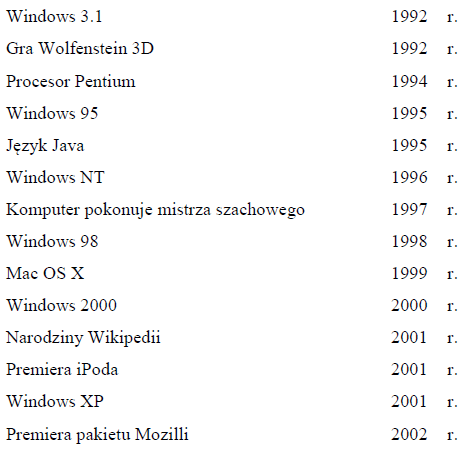 Windows 3.1 1992 r.
Gra Wolfenstein 3D 1992 r.
Procesor Pentium 1994 r.
Windows 95 1995 r.
Język Java 1995 r.
Windows NT 1996 r.
Komputer pokonuje mistrza szachowego 1997 r.
Windows 98 1998 r.
Mac OS X 1999 r.
Windows 2000 2000 r.
Narodziny Wikipedii 2001 r.
Premiera iPoda 2001 r.
Windows XP 2001 r.
Premiera pakietu Mozilli 2002 r.